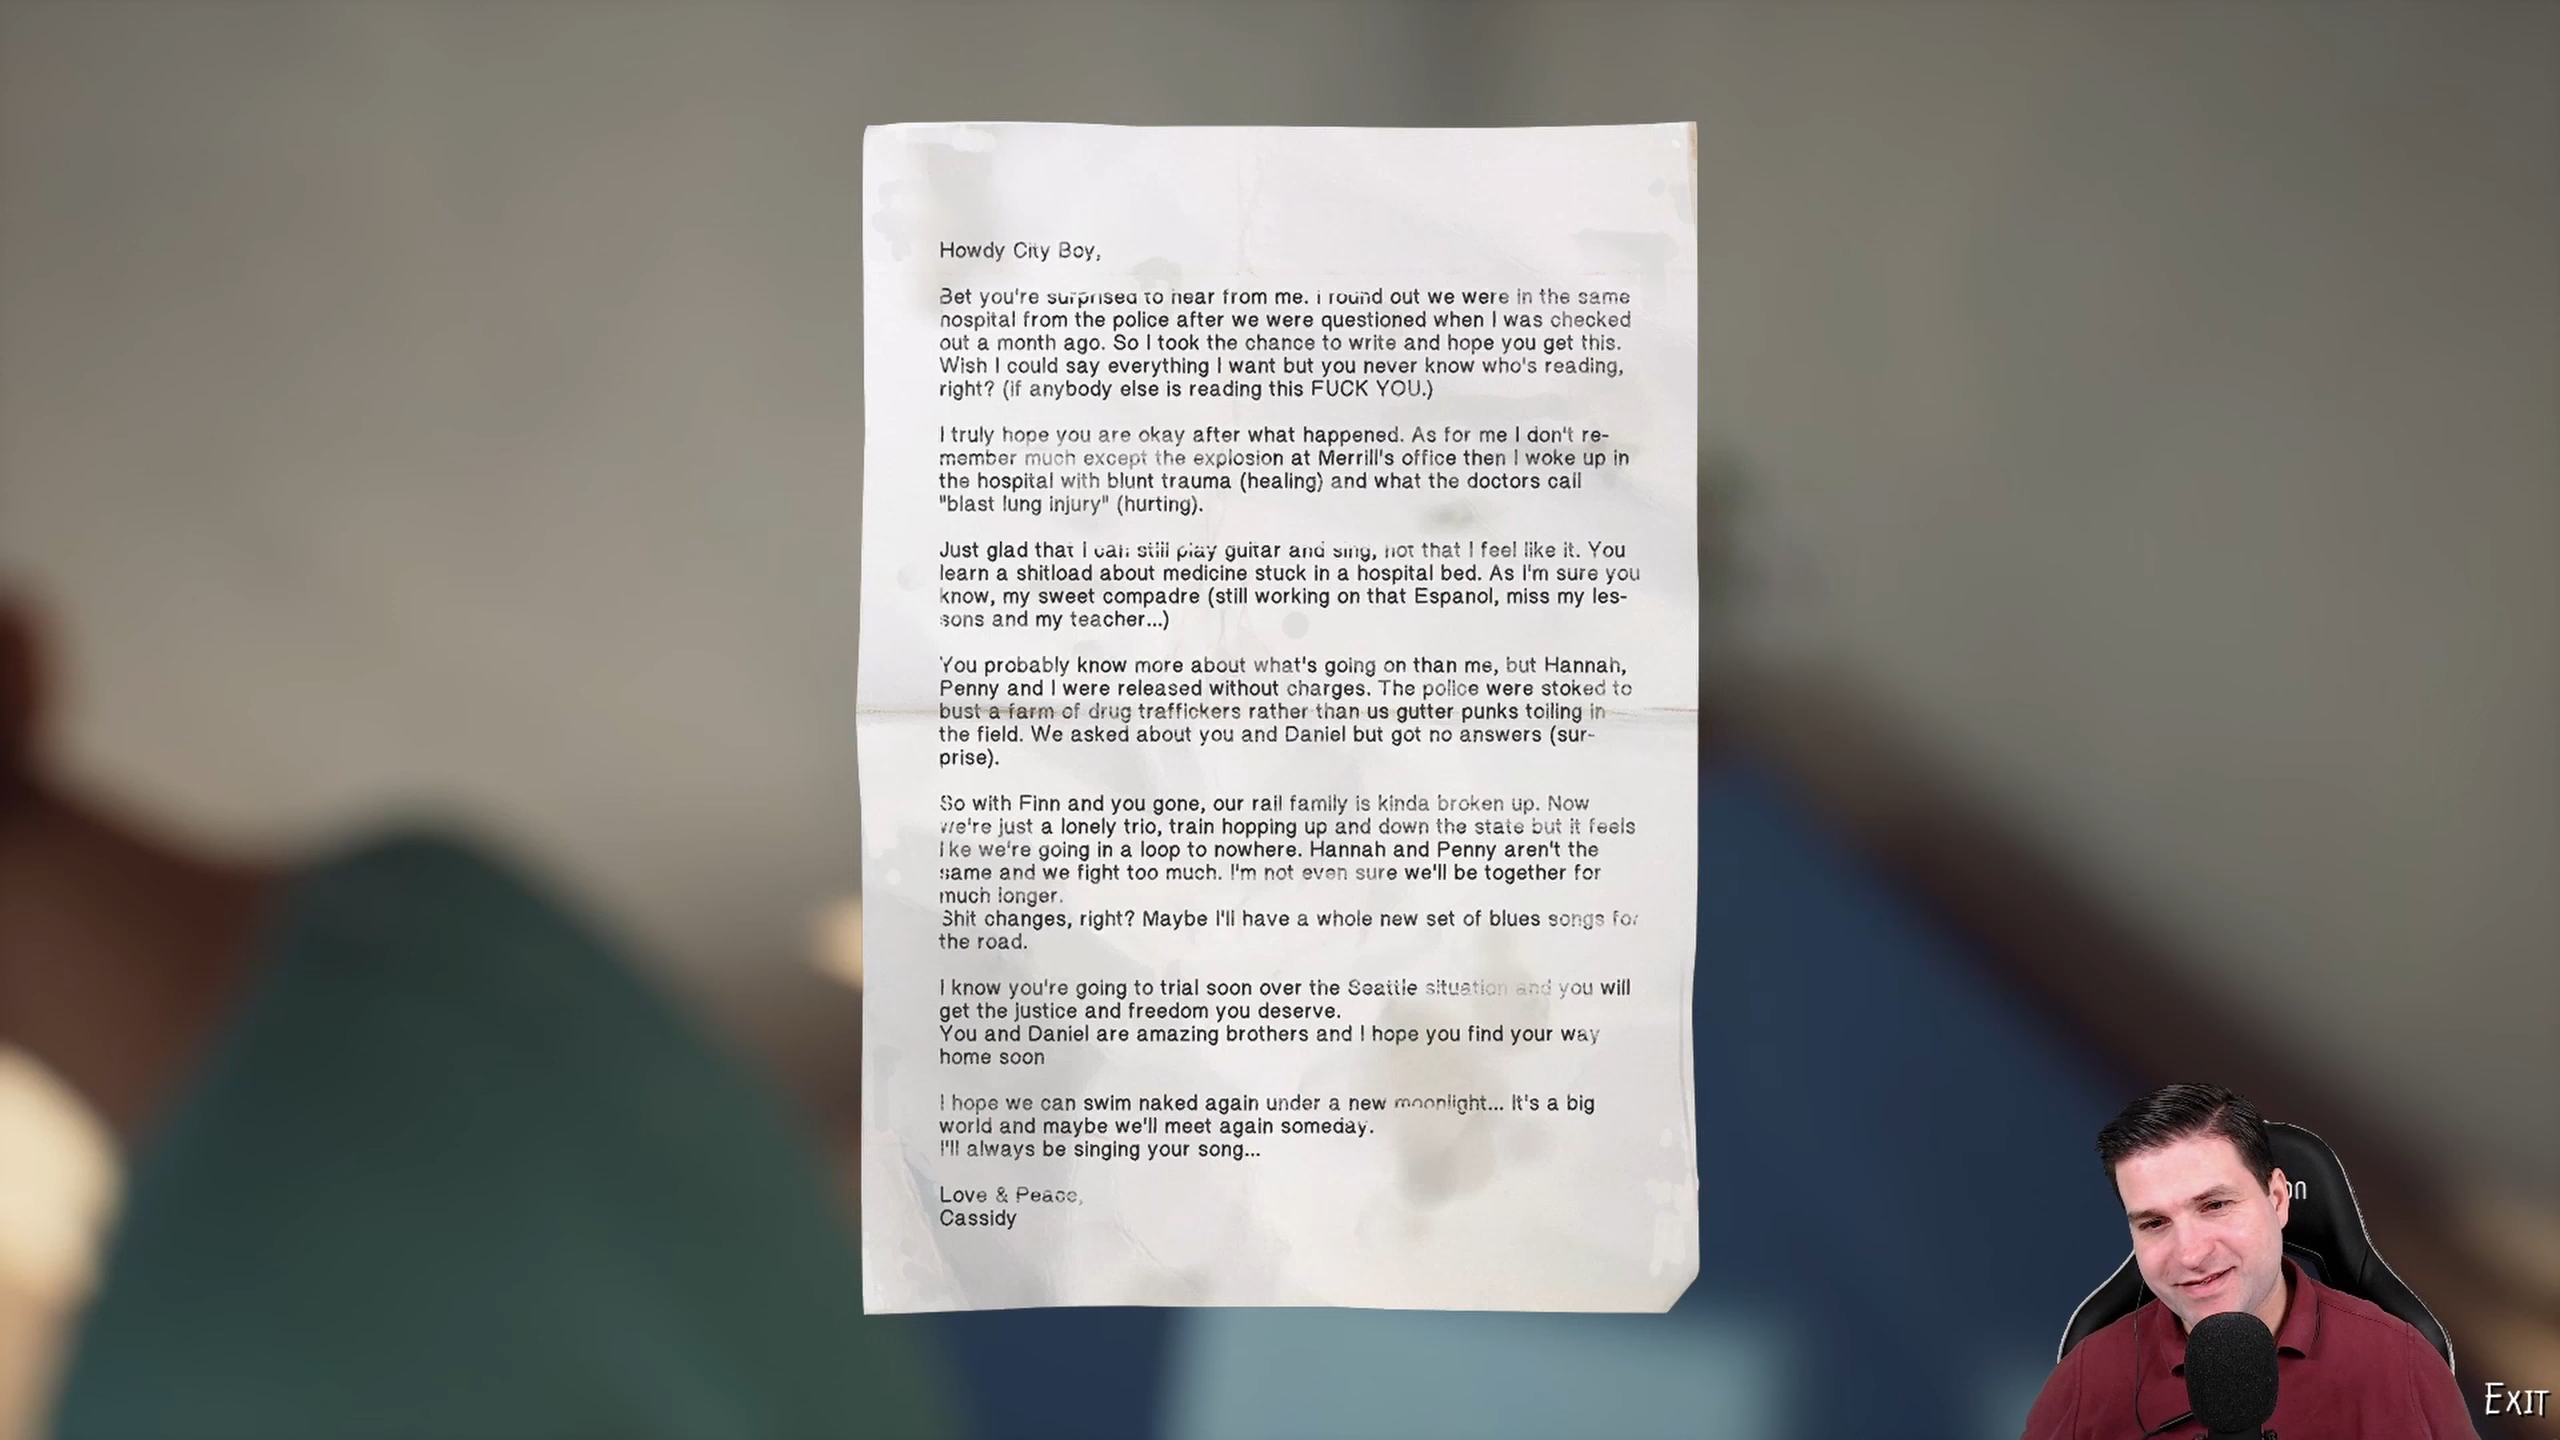 Howdy City Boy,
Bet you're surprised to hear from me. I found out we were in the same
hospital from the police after we were questioned when I was checked
out a month ago. So I took the chance to write and hope you get this.
Wish I could say everything I want but you never know who's reading,
right? (if anybody else is reading this FUCK YOU.)
I truly hope you are okay after what happened. As for me I don't re-
member much except the explosion at Merrill's office then I woke up in
the hospital with blunt trauma (healing) and what the doctors call
"blast lung injury" (hurting).
Just glad that I can still play guitar and sing, not that I feel like it. You
learn a shitload about medicine stuck in a hospital bed. As I'm sure you
know, my sweet compadre (still working on that Espanol, miss my les-
sons and my teacher...)
You probably know more about what's going on than me, but Hannah,
Penny and I were released without charges. The police were stoked to
bust a farm of drug traffickers rather than us gutter punks toiling in
the field. We asked about you and Daniel but got no answers (sur-
prise).
So with Finn and you gone, our rail family is kinda broken up. Now
we're just a lonely trio, train hopping up and down the state but it feels
like we're going in a loop to nowhere. Hannah and Penny aren't the
same and we fight too much. I'm not even sure we'll be together for
much longer.
Shit changes, right? Maybe I'll have a whole new set of blues songs for
the road.
I know you're going to trial soon over the Seattle situation and you will
get the justice and freedom you deserve.
You and Daniel are amazing brothers and I hope you find your way
home soon
I hope we can swim naked again under a new moonlight... It's a big
world and maybe we'll meet again someday.
I'll always be singing your song...
Love & Peace,
Cassidy
on
EXIT